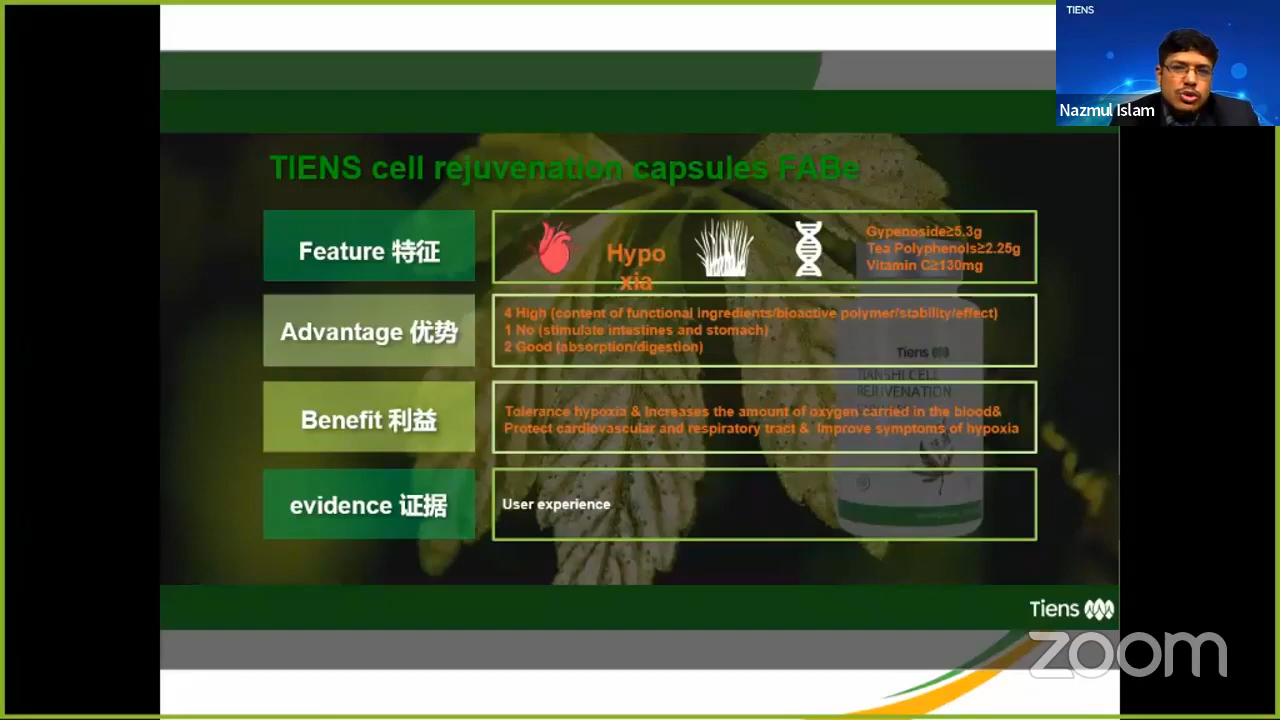 TIENS
Nazmul Islam
TIENS cell rejuvenation capsules FABe
Feature 特征
Hypo
xia
Gypenoside≥5.3g
Tea Polyphenols≥2.25g
Vitamin C≥130mg
Advantage 优势
4 High (content of functional ingredients/bioactive polymer/stability/effect)
1 No (stimulate intestines and stomach)
2 Good (absorption/digestion)
Tiens
TIANSHI CELL
REJUVENATION
Benefit 利益
Tolerance hypoxia & Increases the amount of oxygen carried in the blood&
Protect cardiovascular and respiratory tract & Improve symptoms of hypoxia
evidence 证据
User experience
Tiens
zoom